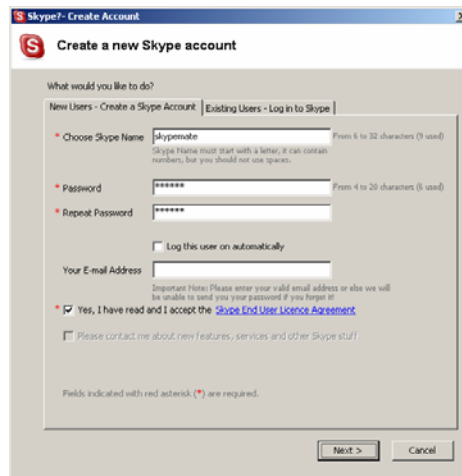 Skype?- Create Account
Create a new Skype account
What would you like to do?
New Users - Create a Skype Account Existing Users - Log in to Skype
* Choose Skype Name skypemate From 6 to 32 characters (9 used)
Skype Name must start with a letter, it can contain
numbers, but you should not use spaces.
* Password ****** From 4 to 20 characters (6 used)
* Repeat Password ******
Log this user on automatically
Your E-mail Address
Important Note: Please enter your valid email address or else we will
be unable to send you your password if you forget it!
* Yes, I have read and I accept the Skype End User Licence Agreement
Please contact me about new features, services and other Skype stuff
Fields indicated with red asterisk (*) are required.
Next > Cancel